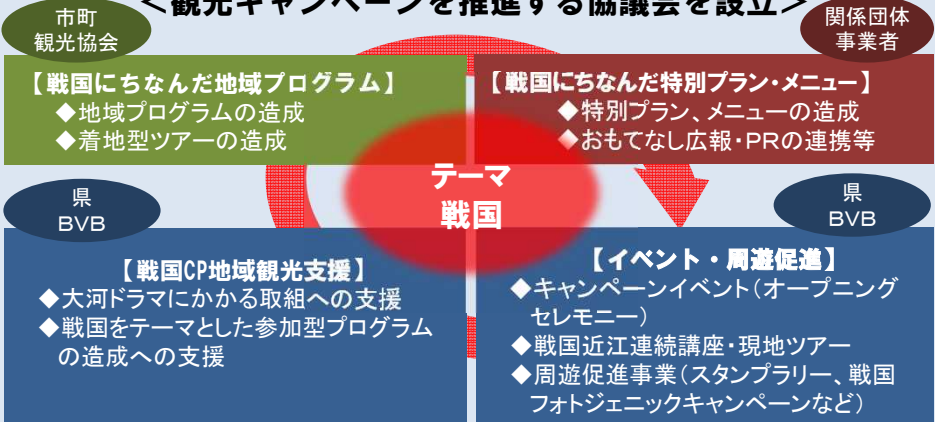 ＜観光キャンペーンを推進する協議会を設立＞
市町
観光協会
関係団体
事業者
【戦国にちなんだ地域プログラム】
◆地域プログラムの造成
◆着地型ツアーの造成
【戦国にちなんだ特別プラン・メニュー】
◆特別プラン、メニューの造成
◆おもてなし広報・PRの連携等
テーマ
戦国
県
BVB
県
BVB
【戦国CP地域観光支援】
◆大河ドラマにかかる取組への支援
◆戦国をテーマとした参加型プログラム
の造成への支援
【イベント・周遊促進】
◆キャンペーンイベント（オープニング
セレモニー）
◆戦国近江連続講座・現地ツアー
◆周遊促進事業（スタンプラリー、戦国
フォトジェニックキャンペーンなど）